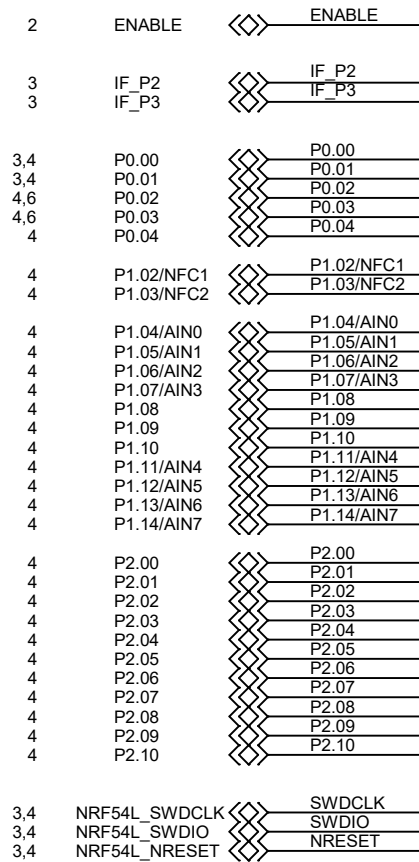 2 ENABLE ENABLE
3 IF_P2 IF_P2
3 IF_P3 IF_P3
3,4 P0.00 P0.00
3,4 P0.01 P0.01
4,6 P0.02 P0.02
4,6 P0.03 P0.03
4 P0.04 P0.04
4 P1.02/NFC1 P1.02/NFC1
4 P1.03/NFC2 P1.03/NFC2
4 P1.04/AIN0 P1.04/AIN0
4 P1.05/AIN1 P1.05/AIN1
4 P1.06/AIN2 P1.06/AIN2
4 P1.07/AIN3 P1.07/AIN3
4 P1.08 P1.08
4 P1.09 P1.09
4 P1.10 P1.10
4 P1.11/AIN4 P1.11/AIN4
4 P1.12/AIN5 P1.12/AIN5
4 P1.13/AIN6 P1.13/AIN6
4 P1.14/AIN7 P1.14/AIN7
4 P2.00 P2.00
4 P2.01 P2.01
4 P2.02 P2.02
4 P2.03 P2.03
4 P2.04 P2.04
4 P2.05 P2.05
4 P2.06 P2.06
4 P2.07 P2.07
4 P2.08 P2.08
4 P2.09 P2.09
4 P2.10 P2.10
3,4 NRF54L_SWDCLK SWDCLK
3,4 NRF54L_SWDIO SWDIO
3,4 NRF54L_NRESET NRESET